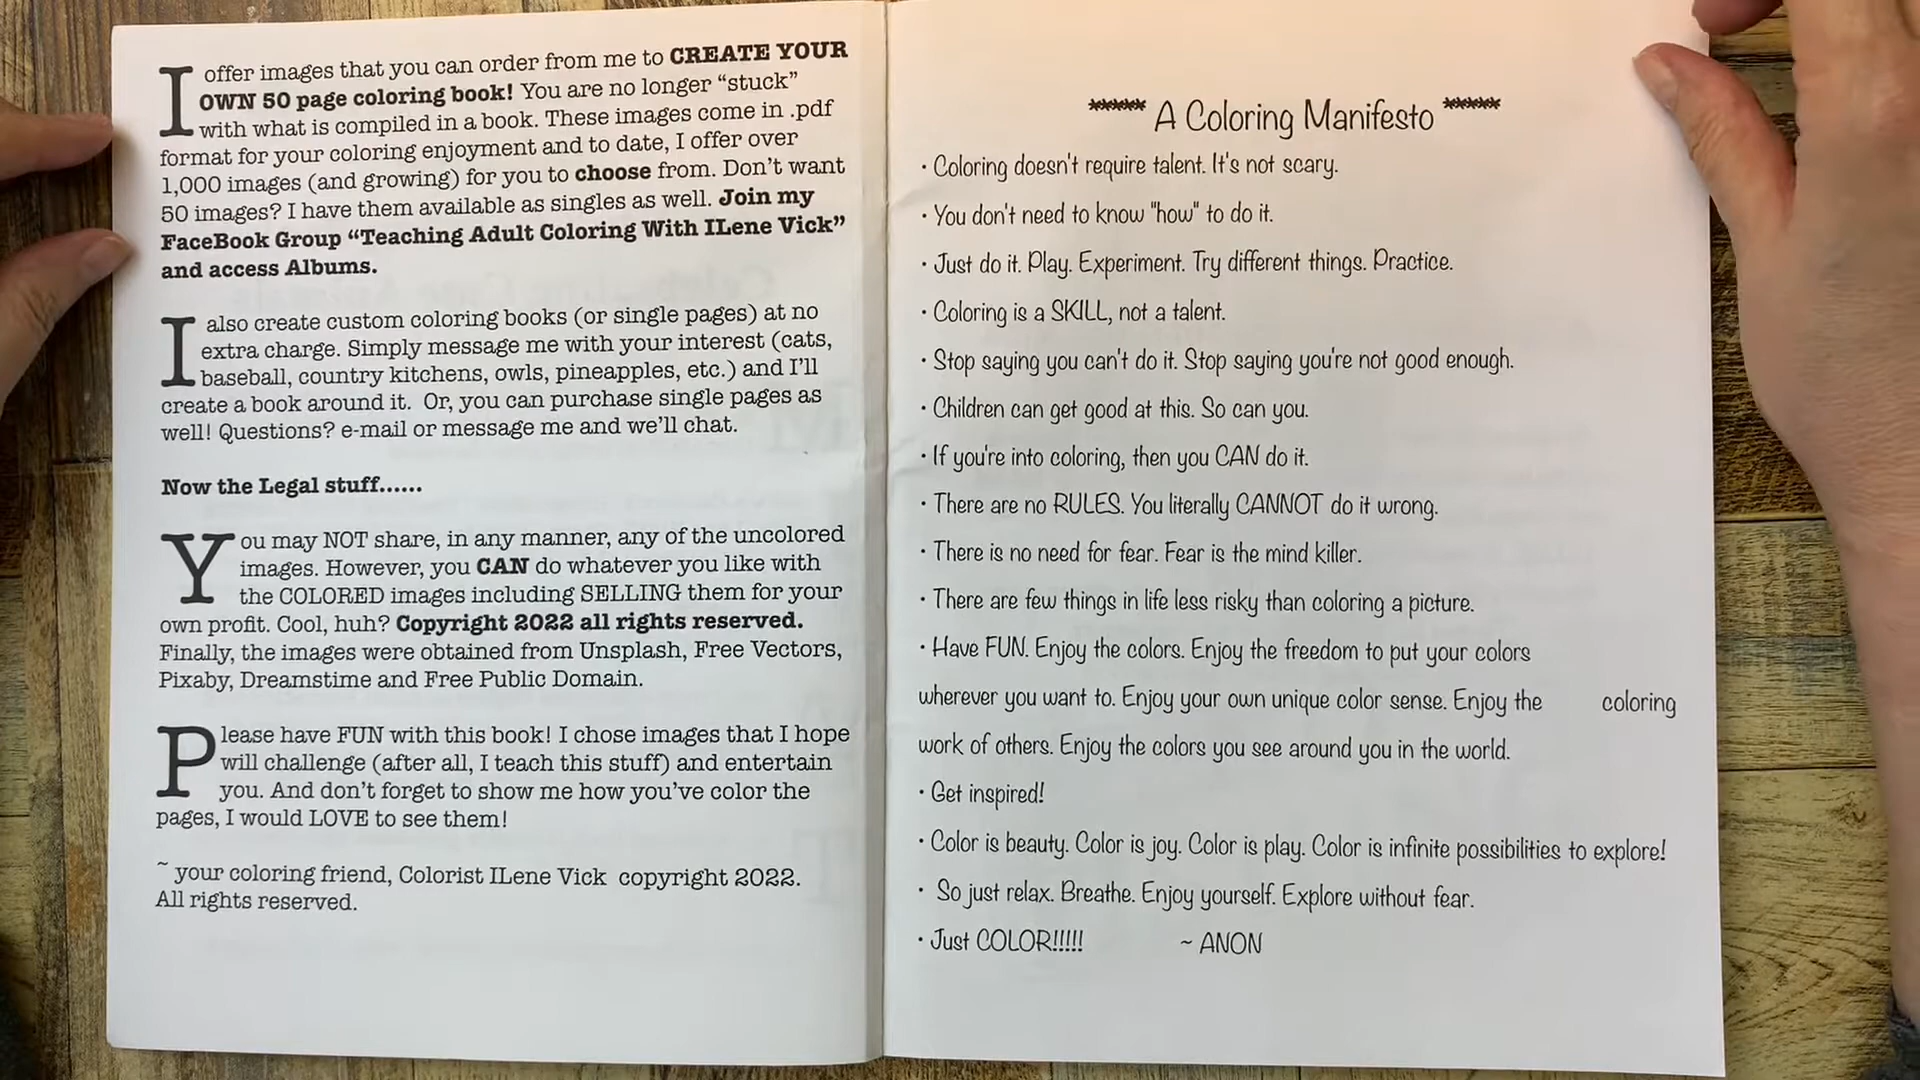 I offer images that you can order from me to CREATE YOUR
OWN 50 page coloring book! You are no longer “stuck”
with what is compiled in a book. These images come in .pdf
format for your coloring enjoyment and to date, I offer over
1,000 images (and growing) for you to choose from. Don’t want
50 images? I have them available as singles as well. Join my
FaceBook Group “Teaching Adult Coloring With ILene Vick”
and access Albums.
I also create custom coloring books (or single pages) at no
extra charge. Simply message me with your interest (cats,
baseball, country kitchens, owls, pineapples, etc.) and I’ll
create a book around it. Or, you can purchase single pages as
well! Questions? e-mail or message me and we’ll chat.
Now the Legal stuff......
You may NOT share, in any manner, any of the uncolored
images. However, you CAN do whatever you like with
the COLORED images including SELLING them for your
own profit. Cool, huh? Copyright 2022 all rights reserved.
Finally, the images were obtained from Unsplash, Free Vectors,
Pixaby, Dreamstime and Free Public Domain.
Please have FUN with this book! I chose images that I hope
will challenge (after all, I teach this stuff) and entertain
you. And don’t forget to show me how you’ve color the
pages, I would LOVE to see them!
~ your coloring friend, Colorist ILene Vick copyright 2022.
All rights reserved.
****** A Coloring Manifesto ******
· Coloring doesn't require talent. It's not scary.
· You don't need to know "how" to do it.
· Just do it. Play. Experiment. Try different things. Practice.
· Coloring is a SKILL, not a talent.
· Stop saying you can't do it. Stop saying you're not good enough.
· Children can get good at this. So can you.
· If you're into coloring, then you CAN do it.
· There are no RULES. You literally CANNOT do it wrong.
· There is no need for fear. Fear is the mind killer.
· There are few things in life less risky than coloring a picture.
· Have FUN. Enjoy the colors. Enjoy the freedom to put your colors
wherever you want to. Enjoy your own unique color sense. Enjoy the coloring
work of others. Enjoy the colors you see around you in the world.
· Get inspired!
· Color is beauty. Color is joy. Color is play. Color is infinite possibilities to explore!
· So just relax. Breathe. Enjoy yourself. Explore without fear.
· Just COLOR!!!!! ~ ANON